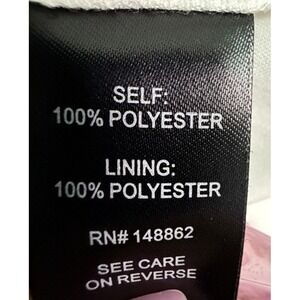 SELF:
100% POLYESTER
LINING:
100% POLYESTER
RN# 148862
SEE CARE
ON REVERSE